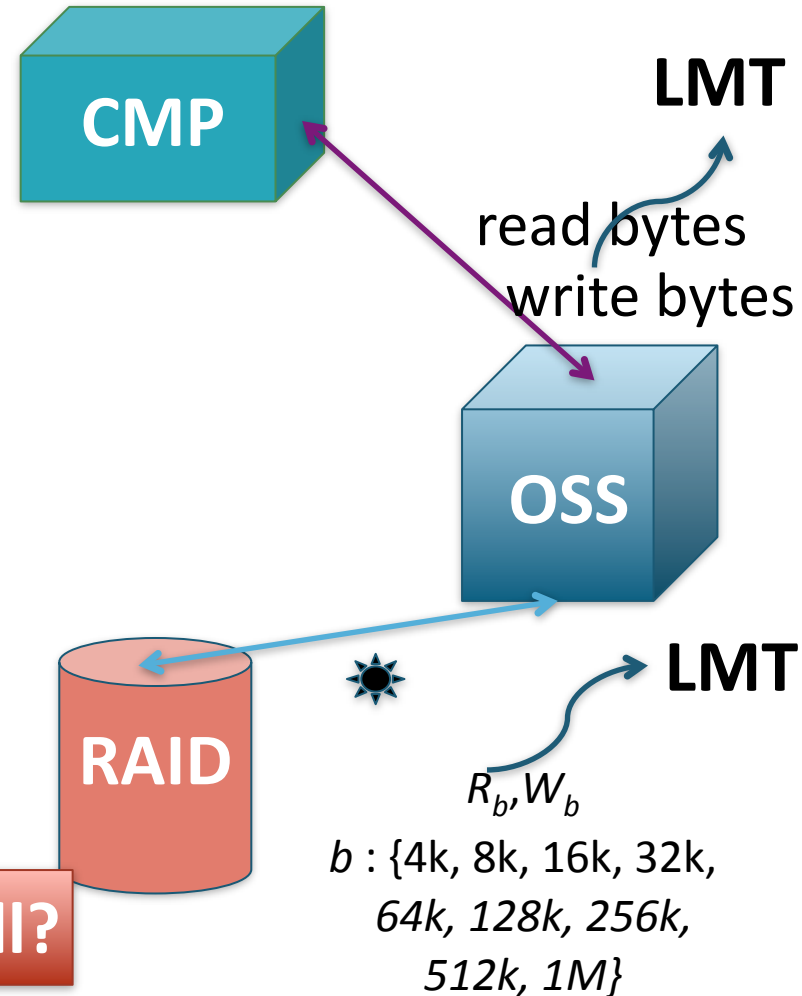 CMP
LMT
read bytes
write bytes
OSS
LMT
RAID
R_b,W_b
b : {4k, 8k, 16k, 32k,
64k, 128k, 256k,
512k, 1M}
ll?